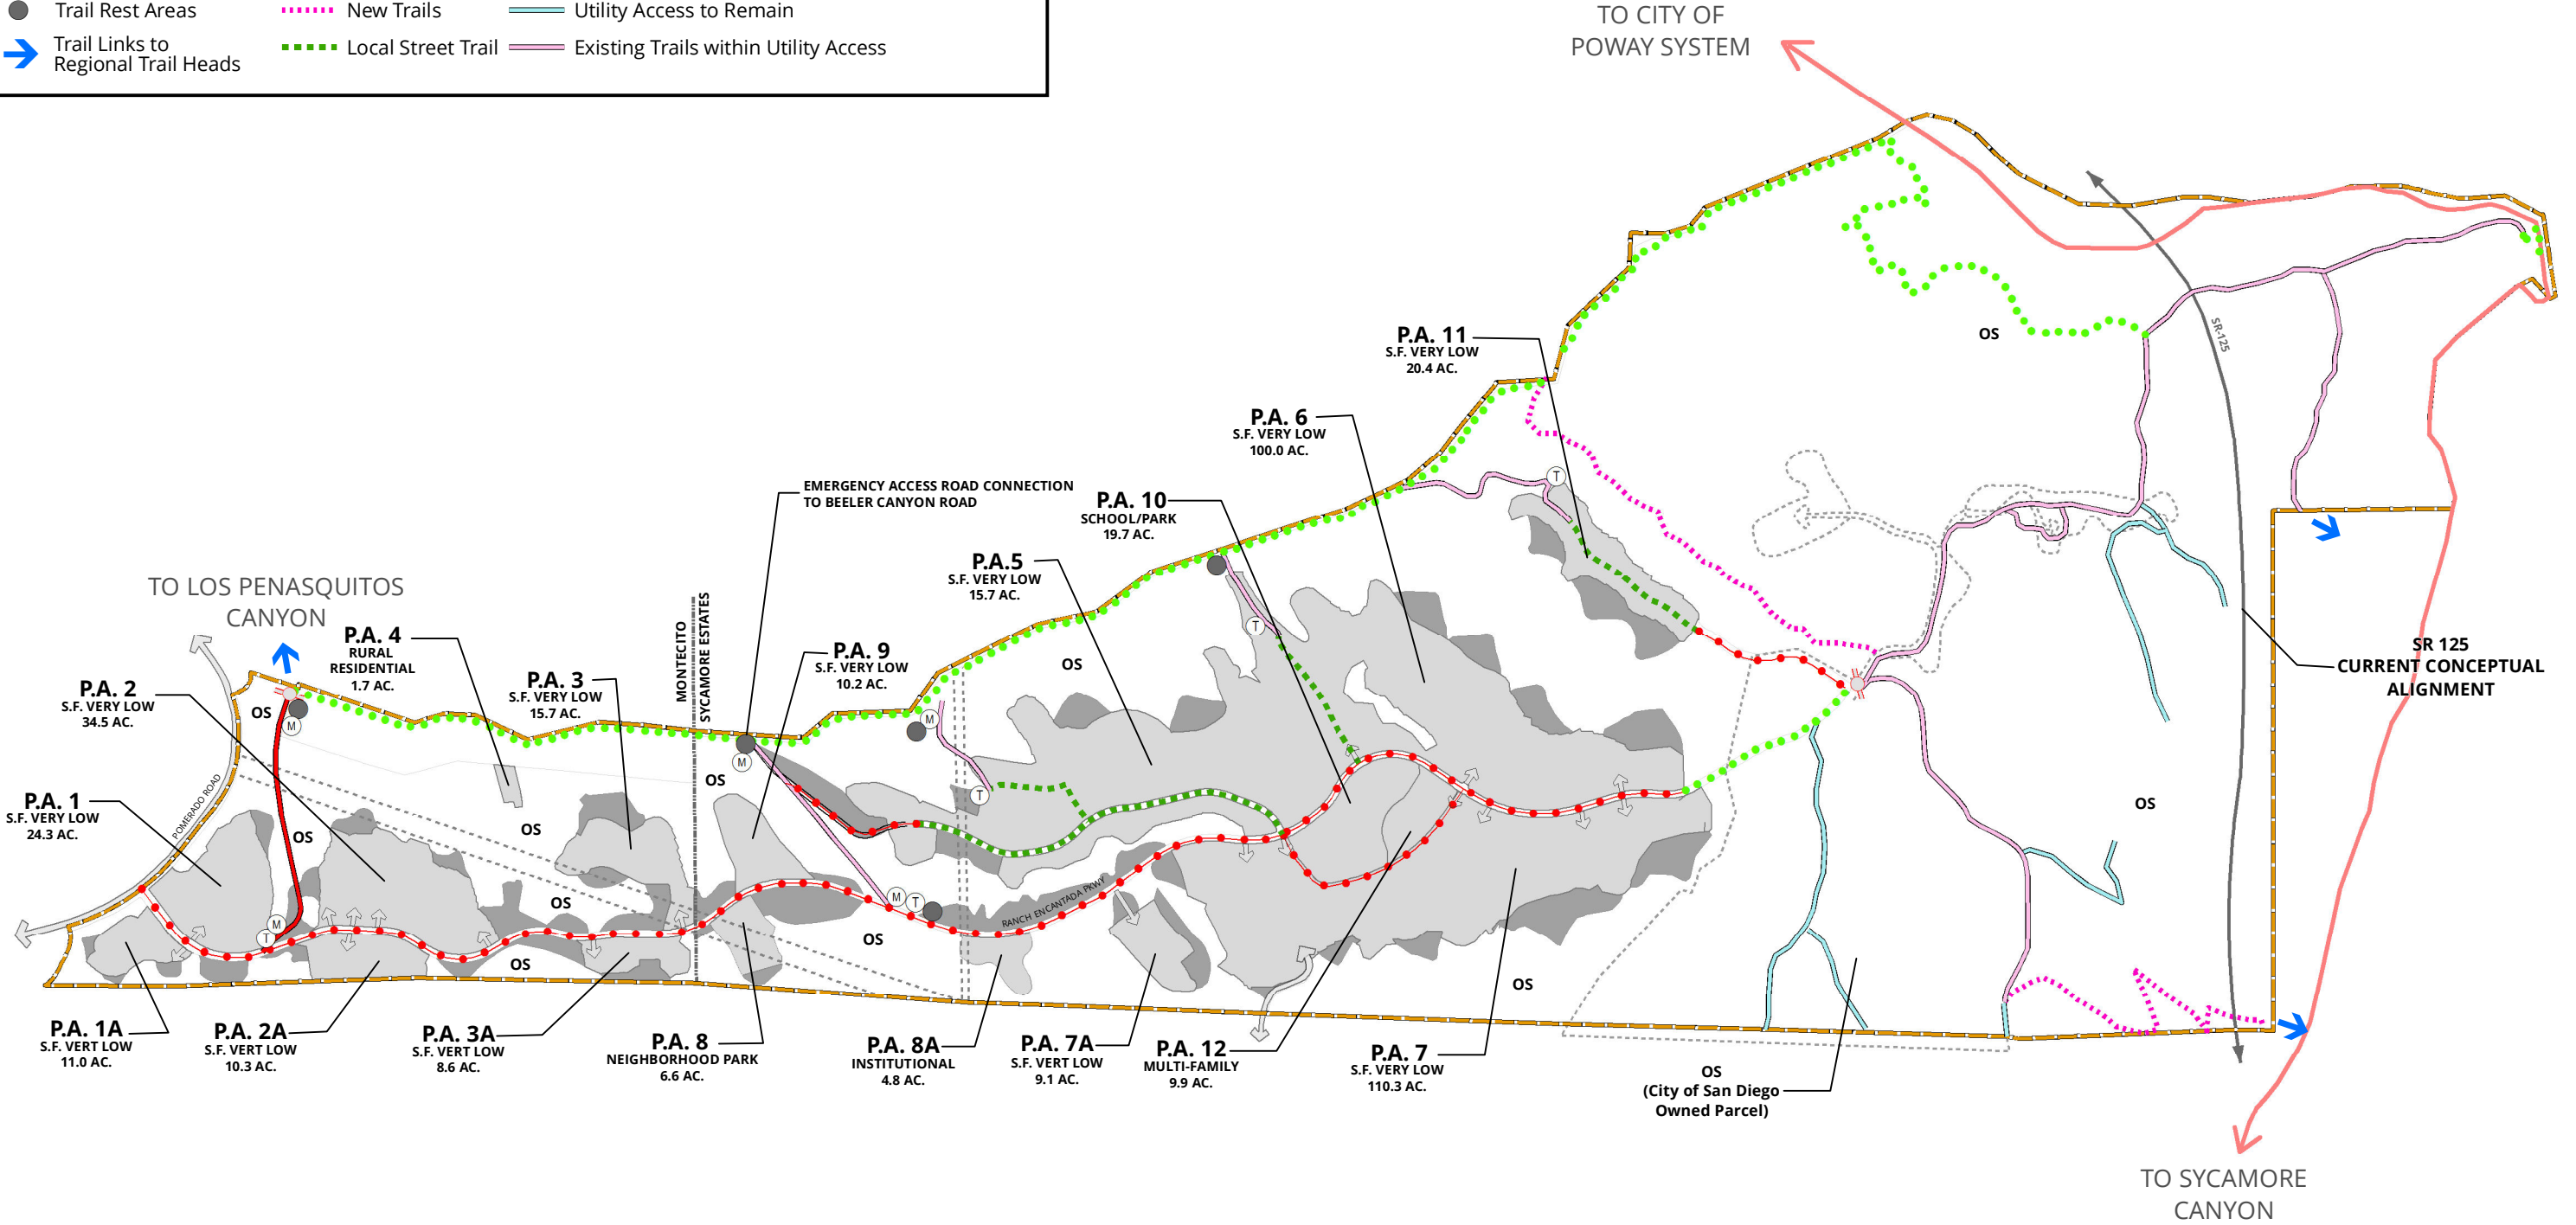 Trail Rest Areas
New Trails
Utility Access to Remain
Trail Links to
Regional Trail Heads
Local Street Trail
Existing Trails within Utility Access
TO CITY OF
POWAY SYSTEM
SR-125
OS
P.A. 11
S.F. VERY LOW
20.4 AC.
P.A. 6
S.F. VERY LOW
100.0 AC.
EMERGENCY ACCESS ROAD CONNECTION
TO BEELER CANYON ROAD
P.A. 10
SCHOOL/PARK
19.7 AC.
T
P.A.5
S.F. VERY LOW
15.7 AC.
TO LOS PENASQUITOS
CANYON
P.A. 4
RURAL
RESIDENTIAL
1.7 AC.
MONTECITO
SYCAMORE ESTATES
P.A. 9
S.F. VERY LOW
10.2 AC.
OS
T
SR 125
CURRENT CONCEPTUAL
ALIGNMENT
P.A. 2
S.F. VERY LOW
34.5 AC.
P.A. 3
S.F. VERY LOW
15.7 AC.
OS
M
M
M
OS
T
OS
P.A. 1
S.F. VERY LOW
24.3 AC.
POMERADO ROAD
OS
OS
OS
M
T
RANCH ENCANTADA PKWY
M
T
OS
OS
OS
P.A. 1A
S.F. VERT LOW
11.0 AC.
P.A. 2A
S.F. VERT LOW
10.3 AC.
P.A. 3A
S.F. VERT LOW
8.6 AC.
P.A. 8
NEIGHBORHOOD PARK
6.6 AC.
P.A. 8A
INSTITUTIONAL
4.8 AC.
P.A. 7A
S.F. VERT LOW
9.1 AC.
P.A. 12
MULTI-FAMILY
9.9 AC.
P.A. 7
S.F. VERY LOW
110.3 AC.
OS
(City of San Diego
Owned Parcel)
TO SYCAMORE
CANYON